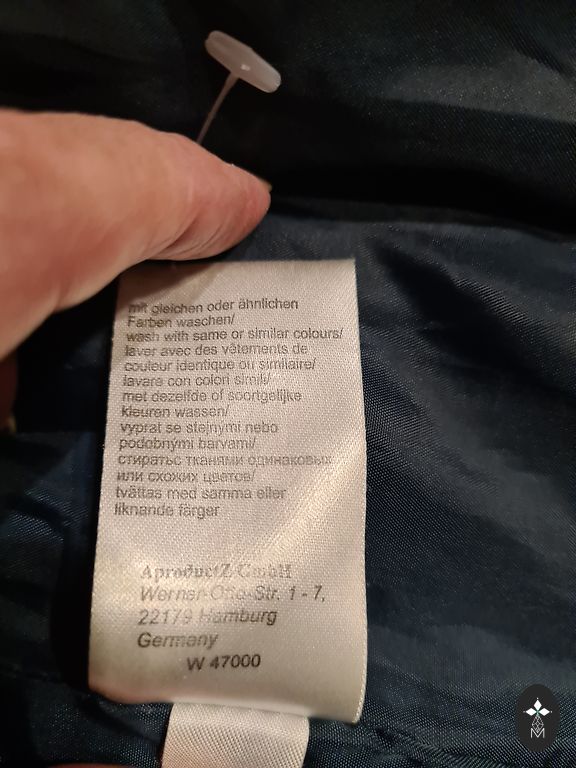 mit gleichen oder ähnlichen
Farben waschen/
wash with same or similar colours/
laver avec des vêtements de
couleur identique ou similaire/
lavare con colori simili/
met dezelfde of soortgelijke
kleuren wassen/
vyprat se stejnými nebo
podobnými barvami/
стирать с тканями одинаковых
или схожих цветов/
tvättas med samma eller
liknande färger
AproductZ GmbH
Werner-Otto-Str. 1 - 7,
22179 Hamburg
Germany
W 47000
M